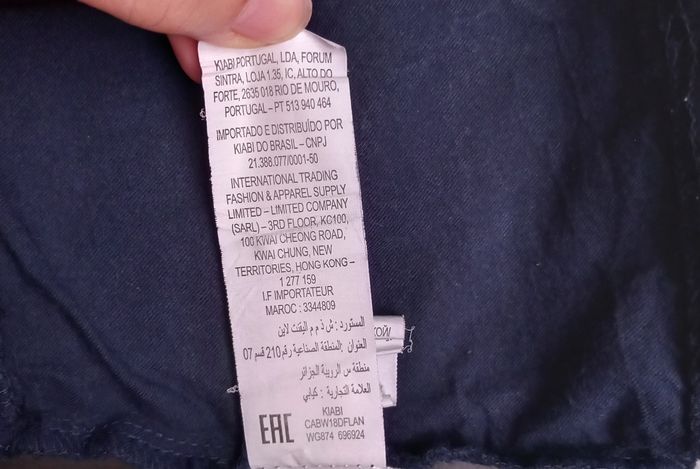 KIABI PORTUGAL, LDA, FORUM
SINTRA, LOJA 1.35, IC, ALTO DO
FORTE, 2635 018 RIO DE MOURO,
PORTUGAL – PT 513 940 464
IMPORTADO E DISTRIBUÍDO POR
KIABI DO BRASIL – CNPJ
21.388.077/0001-50
INTERNATIONAL TRADING
FASHION & APPAREL SUPPLY
LIMITED – LIMITED COMPANY
(SARL) – 3RD FLOOR, KC100,
100 KWAI CHEONG ROAD,
KWAI CHUNG, NEW
TERRITORIES, HONG KONG –
1 277 159
I.F IMPORTATEUR
MAROC : 3344809
المستورد : ش ذ م م اليقنت لاين
العنوان :المنطقة الصناعية رقم 210 قسم 07
منطقة س الرويبة الجزائر
العلامة التجارية : كيابي
EAC
KIABI
CABW18DFLAN
WG874 696924